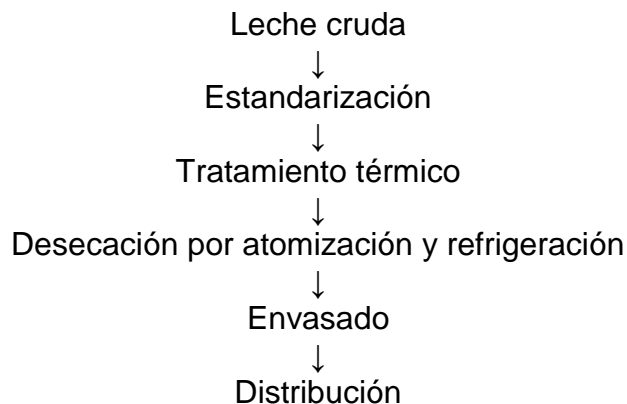 Leche cruda
↓
Estandarización
↓
Tratamiento térmico
↓
Desecación por atomización y refrigeración
↓
Envasado
↓
Distribución